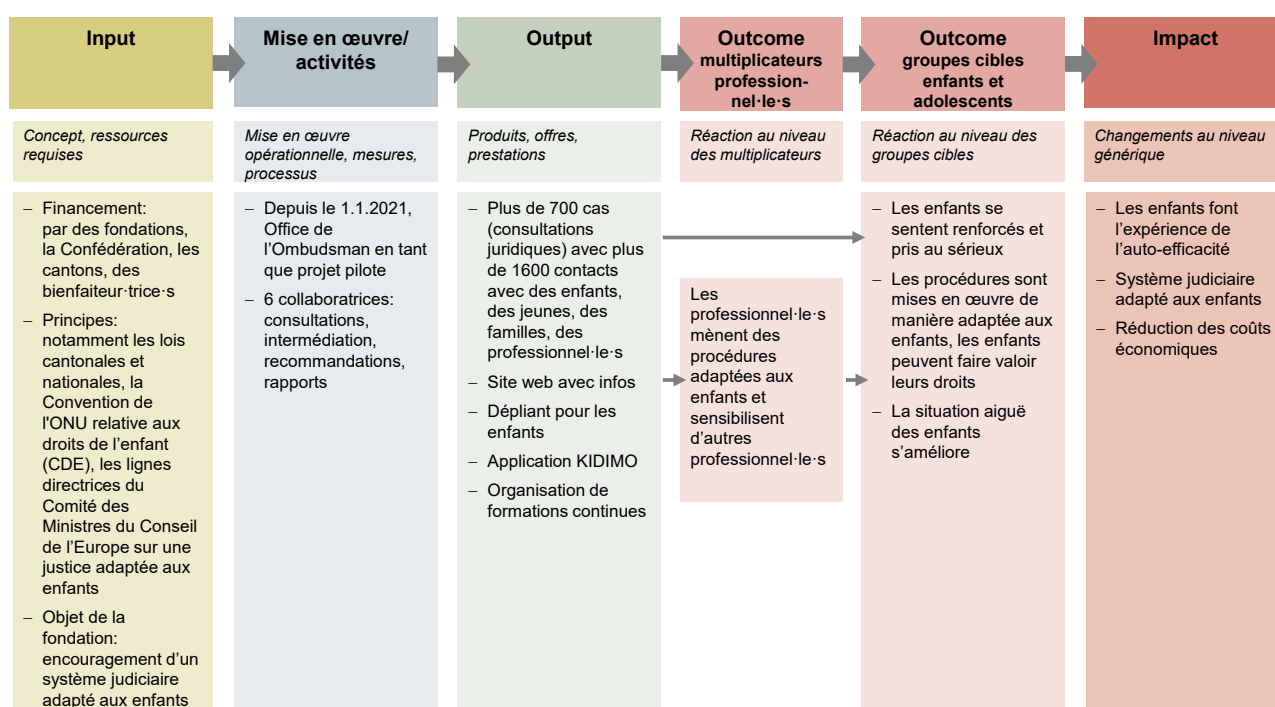 Input
Concept, ressources
requises
– Financement:
par des fondations,
la Confédération, les
cantons, des
bienfaiteur·trice·s
– Principes:
notamment les lois
cantonales et
nationales, la
Convention de
l'ONU relative aux
droits de l’enfant
(CDE), les lignes
directrices du
Comité des
Ministres du Conseil
de l’Europe sur une
justice adaptée aux
enfants
– Objet de la
fondation:
encouragement d’un
système judiciaire
adapté aux enfants
Mise en œuvre/
activités
Mise en œuvre
opérationnelle, mesures,
processus
– Depuis le 1.1.2021,
Office de
l’Ombudsman en tant
que projet pilote
– 6 collaboratrices:
consultations,
intermédiation,
recommandations,
rapports
Output
Produits, offres,
prestations
– Plus de 700 cas
(consultations
juridiques) avec plus
de 1600 contacts
avec des enfants,
des jeunes, des
familles, des
professionnel·le·s
– Site web avec infos
– Dépliant pour les
enfants
– Application KIDIMO
– Organisation de
formations continues
Outcome
multiplicateurs
profession-
nel·le·s
Réaction au niveau
des multiplicateurs
Les
professionnel·le·s
mènent des
procédures
adaptées aux
enfants et
sensibilisent
d’autres
professionnel·le·s
Outcome
groupes cibles
enfants et
adolescents
Réaction au niveau des
groupes cibles
– Les enfants se
sentent renforcés et
pris au sérieux
– Les procédures sont
mises en œuvre de
manière adaptée aux
enfants, les enfants
peuvent faire valoir
leurs droits
– La situation aiguë
des enfants
s’améliore
Impact
Changements au niveau
générique
– Les enfants font
l’expérience de
l’auto-efficacité
– Système judiciaire
adapté aux enfants
– Réduction des coûts
économiques